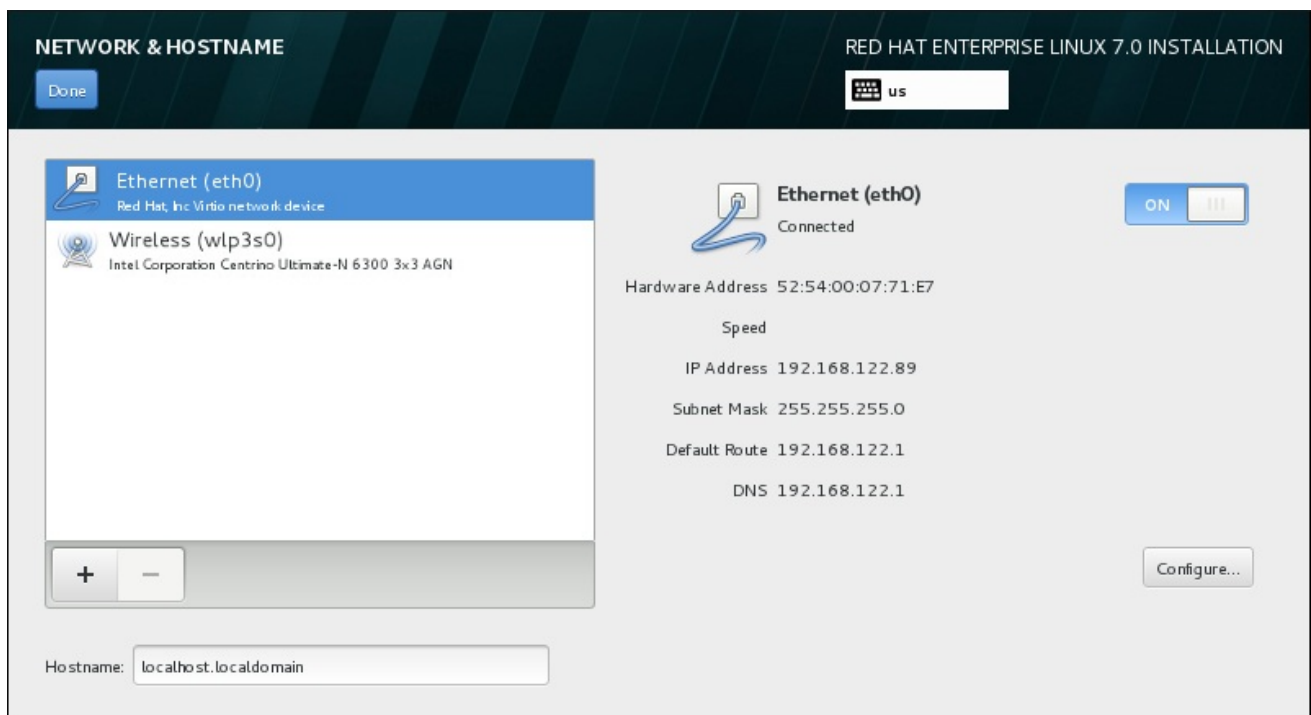 NETWORK & HOSTNAME
RED HAT ENTERPRISE LINUX 7.0 INSTALLATION
Done
us
Ethernet (eth0)
Red Hat, Inc Virtio network device
Wireless (wlp3s0)
Intel Corporation Centrino Ultimate-N 6300 3x3 AGN
Ethernet (eth0)
Connected
ON
Hardware Address 52:54:00:07:71:E7
Speed
IP Address 192.168.122.89
Subnet Mask 255.255.255.0
Default Route 192.168.122.1
DNS 192.168.122.1
+ −
Configure...
Hostname: localhost.localdomain